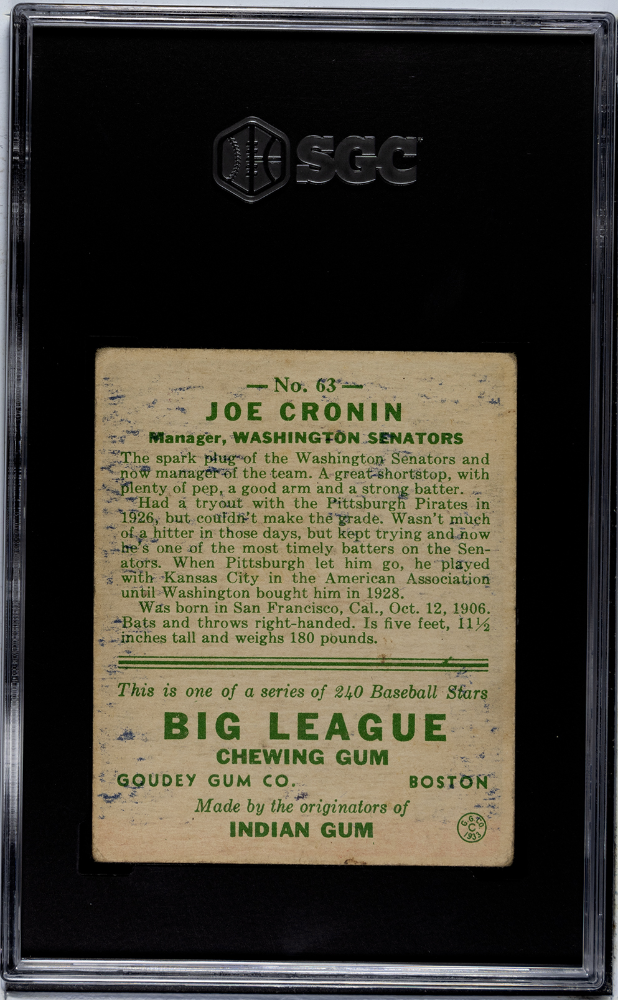 SGC
— No. 63 —
JOE CRONIN
Manager, WASHINGTON SENATORS
The spark plug of the Washington Senators and
now manager of the team. A great shortstop, with
plenty of pep, a good arm and a strong batter.
Had a tryout with the Pittsburgh Pirates in
1926, but couldn't make the grade. Wasn't much
of a hitter in those days, but kept trying and now
he's one of the most timely batters on the Sen-
ators. When Pittsburgh let him go, he played
with Kansas City in the American Association
until Washington bought him in 1928.
Was born in San Francisco, Cal., Oct. 12, 1906.
Bats and throws right-handed. Is five feet, 11½
inches tall and weighs 180 pounds.
This is one of a series of 240 Baseball Stars
BIG LEAGUE
CHEWING GUM
GOUDEY GUM CO. BOSTON
Made by the originators of
INDIAN GUM
G.G.CO
C
1933